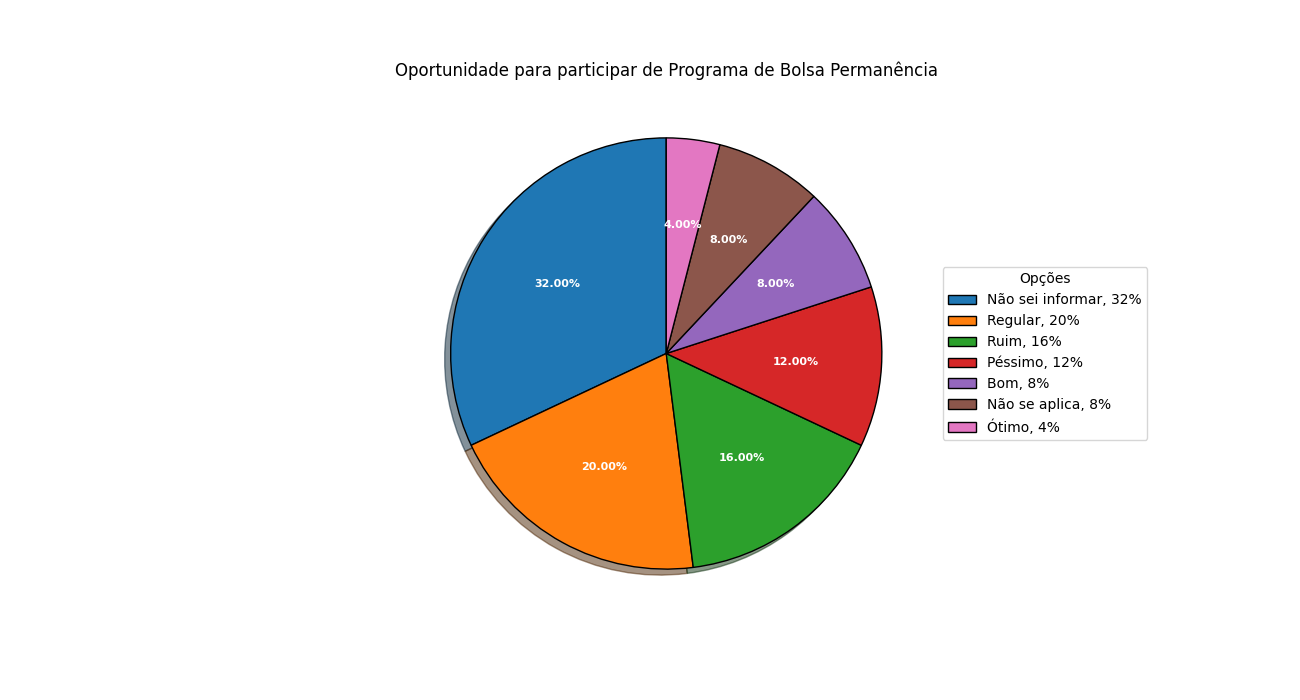 Oportunidade para participar de Programa de Bolsa Permanência
4.00%
8.00%
32.00%
8.00%
12.00%
16.00%
20.00%
Opções
Não sei informar, 32%
Regular, 20%
Ruim, 16%
Péssimo, 12%
Bom, 8%
Não se aplica, 8%
Ótimo, 4%